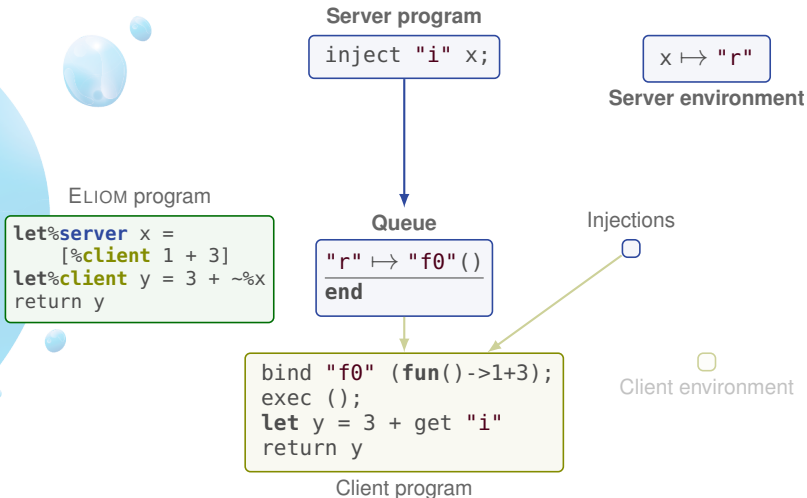 Server program
inject "i" x;
x ⟼ "r"
Server environment
ELIOM program
let%server x =
    [%client 1 + 3]
let%client y = 3 + ~%x
return y
Queue
"r" ⟼ "f0"()
end
Injections
bind "f0" (fun()->1+3);
exec ();
let y = 3 + get "i"
return y
Client program
Client environment